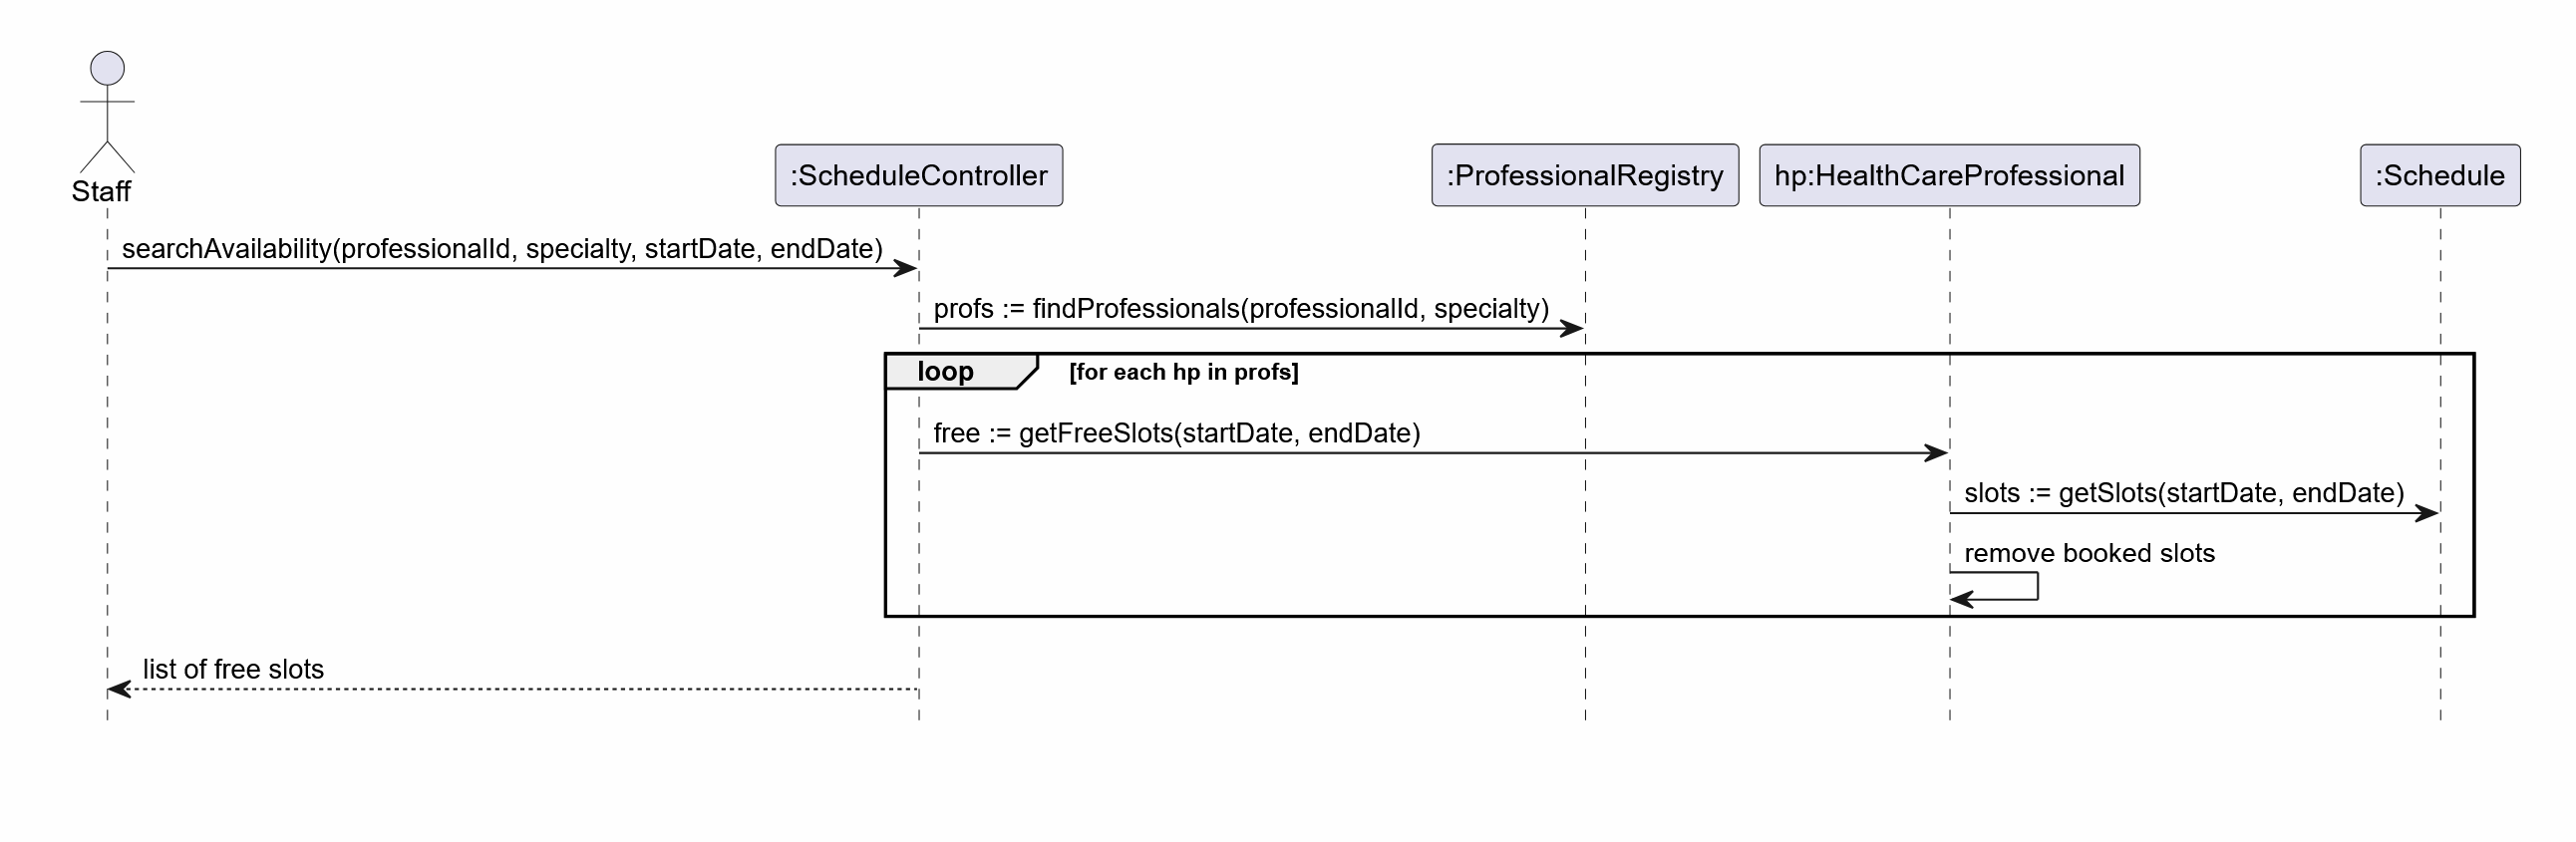 Staff
:ScheduleController
:ProfessionalRegistry
hp:HealthCareProfessional
:Schedule
searchAvailability(professionalId, specialty, startDate, endDate)
profs := findProfessionals(professionalId, specialty)
loop
[for each hp in profs]
free := getFreeSlots(startDate, endDate)
slots := getSlots(startDate, endDate)
remove booked slots
list of free slots